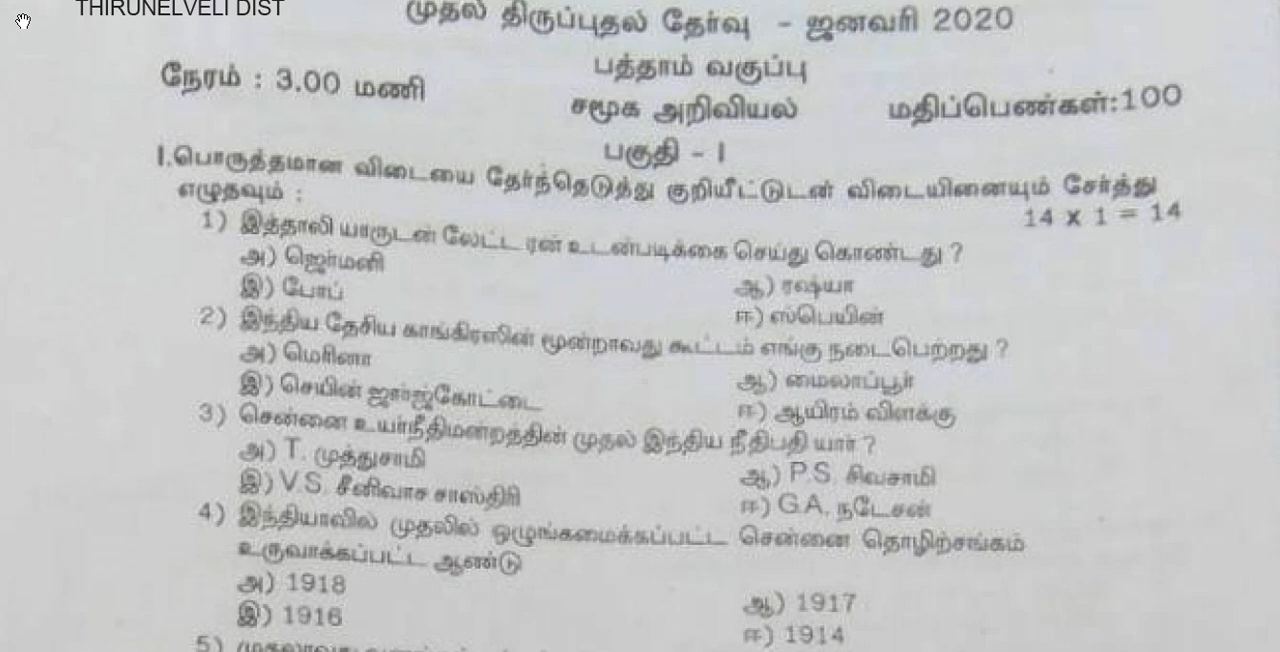 THIRUNELVELI DIST
முதல் திருப்புதல் தேர்வு - ஜனவரி 2020
பத்தாம் வகுப்பு
நேரம் : 3.00 மணி
சமூக அறிவியல்
மதிப்பெண்கள்:100
பகுதி - I
I.பொருத்தமான விடையை தேர்ந்தெடுத்து குறியீட்டுடன் விடையினையும் சேர்த்து
எழுதவும் :
14 x 1 = 14
1) இத்தாலி யாருடன் லேட்டரன் உடன்படிக்கை செய்து கொண்டது ?
அ) ஜெர்மனி
ஆ) ரஷ்யா
இ) போப்
ஈ) ஸ்பெயின்
2) இந்திய தேசிய காங்கிரஸின் மூன்றாவது கூட்டம் எங்கு நடைபெற்றது ?
அ) மெரினா
ஆ) மைலாப்பூர்
இ) செயின் ஜார்ஜ்கோட்டை
ஈ) ஆயிரம் விளக்கு
3) சென்னை உயர்நீதிமன்றத்தின் முதல் இந்திய நீதிபதி யார் ?
அ) T. முத்துசாமி
ஆ) P.S. சிவசாமி
இ) V.S. சீனிவாச சாஸ்திரி
ஈ) G.A. நடேசன்
4) இந்தியாவில் முதலில் ஒழுங்கமைக்கப்பட்ட சென்னை தொழிற்சங்கம்
உருவாக்கப்பட்ட ஆண்டு
அ) 1918
ஆ) 1917
இ) 1916
ஈ) 1914
5)